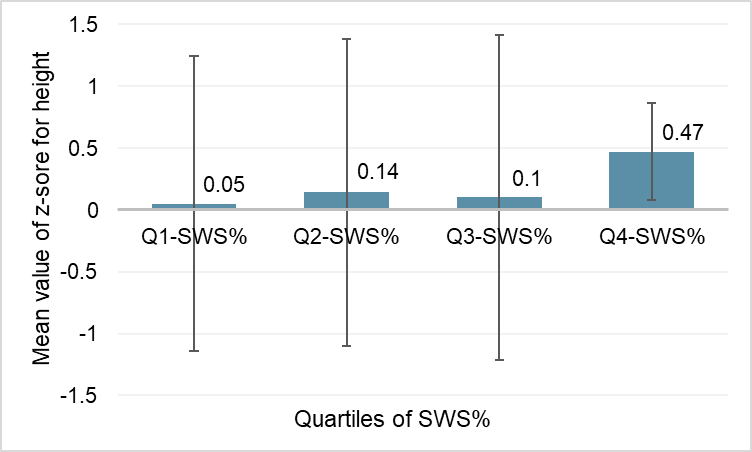 Mean value of z-sore for height
1.5
1
0.5
0
-0.5
-1
-1.5
0.05
0.14
0.1
0.47
Q1-SWS%
Q2-SWS%
Q3-SWS%
Q4-SWS%
Quartiles of SWS%